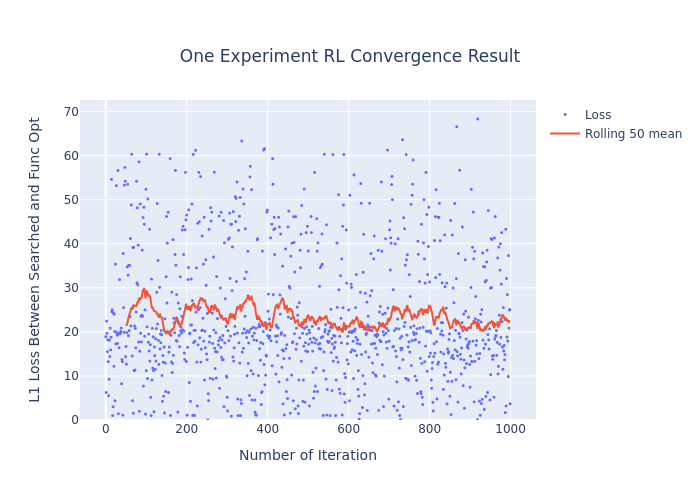 One Experiment RL Convergence Result
L1 Loss Between Searched and Func Opt
70
60
50
40
30
20
10
0
0
200
400
600
800
1000
Number of Iteration
Loss
Rolling 50 mean